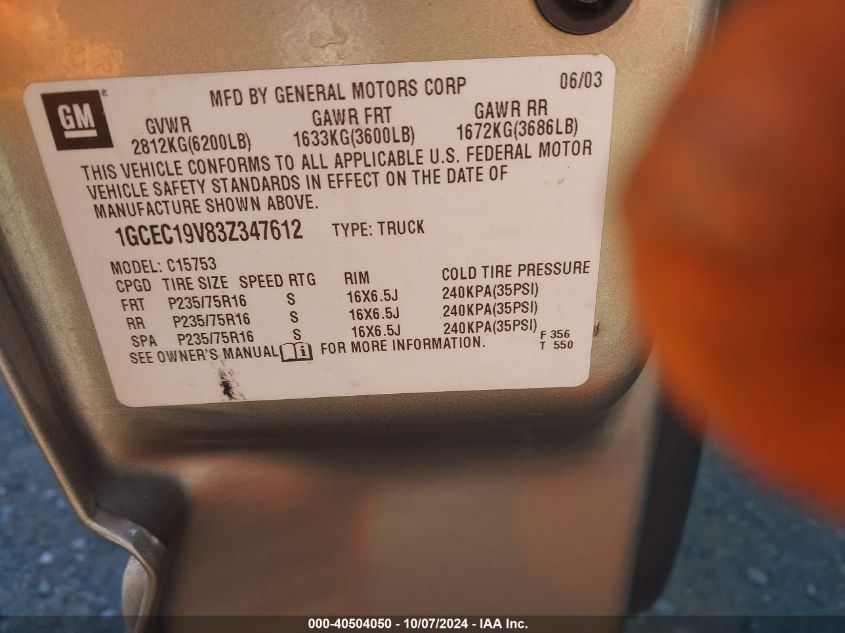 GM ®
MFD BY GENERAL MOTORS CORP 06/03
GVWR GAWR FRT GAWR RR
2812KG(6200LB) 1633KG(3600LB) 1672KG(3686LB)
THIS VEHICLE CONFORMS TO ALL APPLICABLE U.S. FEDERAL MOTOR
VEHICLE SAFETY STANDARDS IN EFFECT ON THE DATE OF
MANUFACTURE SHOWN ABOVE.
1GCEC19V83Z347612 TYPE: TRUCK
MODEL: C15753
CPGD TIRE SIZE SPEED RTG RIM COLD TIRE PRESSURE
FRT P235/75R16 S 16X6.5J 240KPA(35PSI)
RR P235/75R16 S 16X6.5J 240KPA(35PSI)
SPA P235/75R16 S 16X6.5J 240KPA(35PSI)
SEE OWNER'S MANUAL i FOR MORE INFORMATION.
F 356
T 550
000-40504050 - 10/07/2024 - IAA Inc.